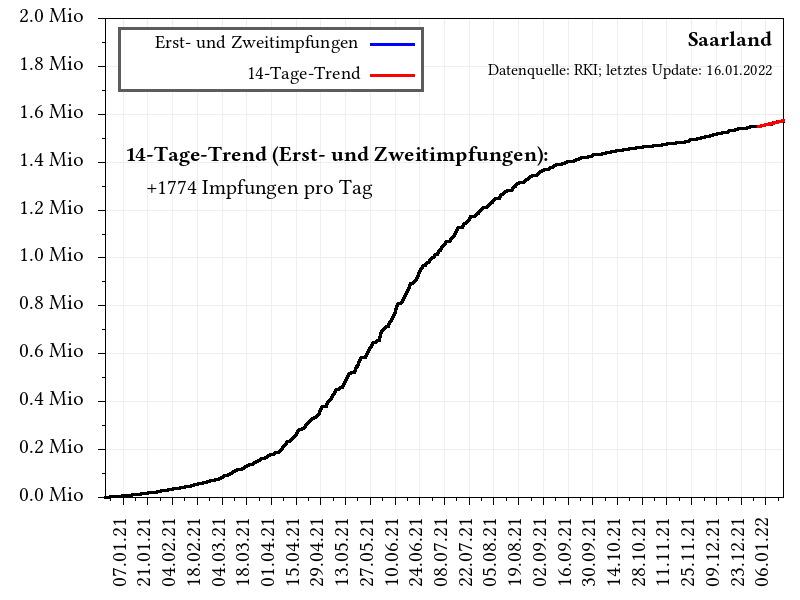 2.0 Mio
1.8 Mio
1.6 Mio
1.4 Mio
1.2 Mio
1.0 Mio
0.8 Mio
0.6 Mio
0.4 Mio
0.2 Mio
0.0 Mio
Erst- und Zweitimpfungen
14-Tage-Trend
Saarland
Datenquelle: RKI; letztes Update: 16.01.2022
14-Tage-Trend (Erst- und Zweitimpfungen):
+1774 Impfungen pro Tag
07.01.21
21.01.21
04.02.21
18.02.21
04.03.21
18.03.21
01.04.21
15.04.21
29.04.21
13.05.21
27.05.21
10.06.21
24.06.21
08.07.21
22.07.21
05.08.21
19.08.21
02.09.21
16.09.21
30.09.21
14.10.21
28.10.21
11.11.21
25.11.21
09.12.21
23.12.21
06.01.22